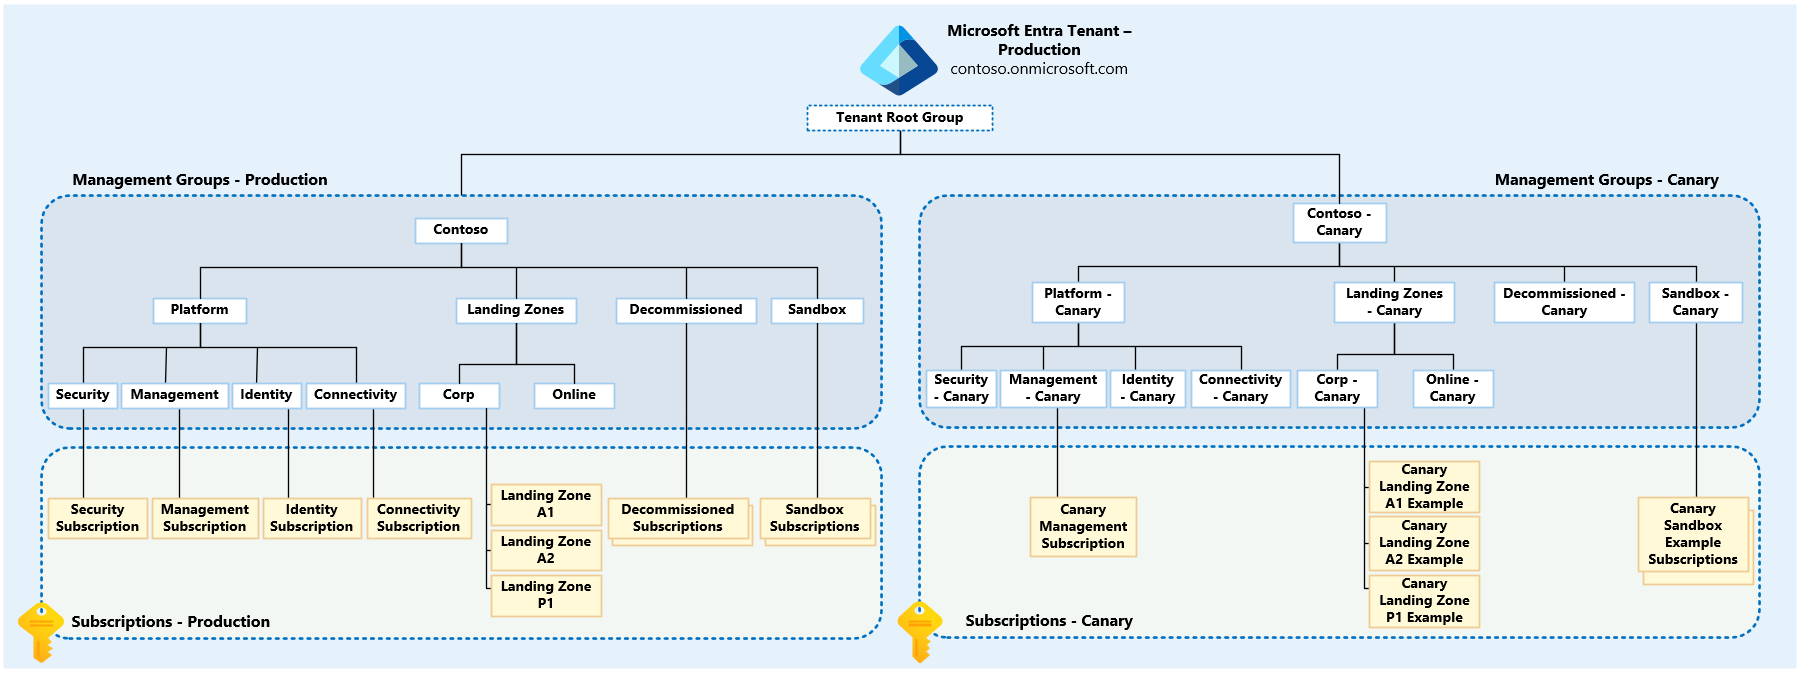 Microsoft Entra Tenant –
Production
contoso.onmicrosoft.com
Tenant Root Group
Management Groups - Production
Contoso
Platform
Landing Zones
Decommissioned
Sandbox
Security
Management
Identity
Connectivity
Corp
Online
Security
Subscription
Management
Subscription
Identity
Subscription
Connectivity
Subscription
Landing Zone
A1
Landing Zone
A2
Landing Zone
P1
Decommissioned
Subscriptions
Sandbox
Subscriptions
Subscriptions - Production
Management Groups - Canary
Contoso -
Canary
Platform -
Canary
Landing Zones
- Canary
Decommissioned -
Canary
Sandbox -
Canary
Security
- Canary
Management
- Canary
Identity
- Canary
Connectivity
- Canary
Corp -
Canary
Online -
Canary
Canary
Management
Subscription
Canary
Landing Zone
A1 Example
Canary
Landing Zone
A2 Example
Canary
Landing Zone
P1 Example
Canary
Sandbox
Example
Subscriptions
Subscriptions - Canary